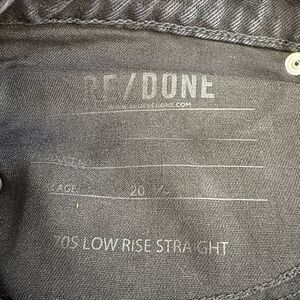 RE/DONE
WWW.SHOPREDONE.COM
20
70S LOW RISE STRAIGHT